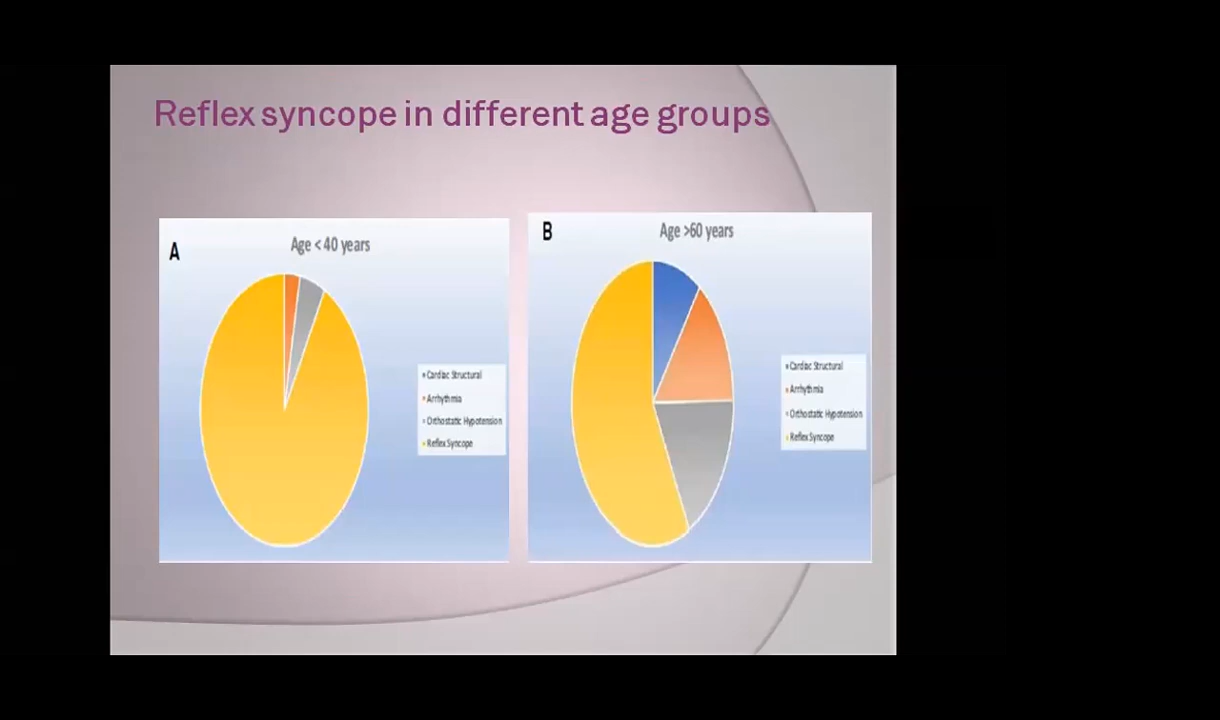 Reflex syncope in different age groups
A
Age < 40 years
Cardiac Structural
Arrhythmia
Orthostatic Hypotension
Reflex Syncope
B
Age >60 years
Cardiac Structural
Arrhythmia
Orthostatic Hypotension
Reflex Syncope